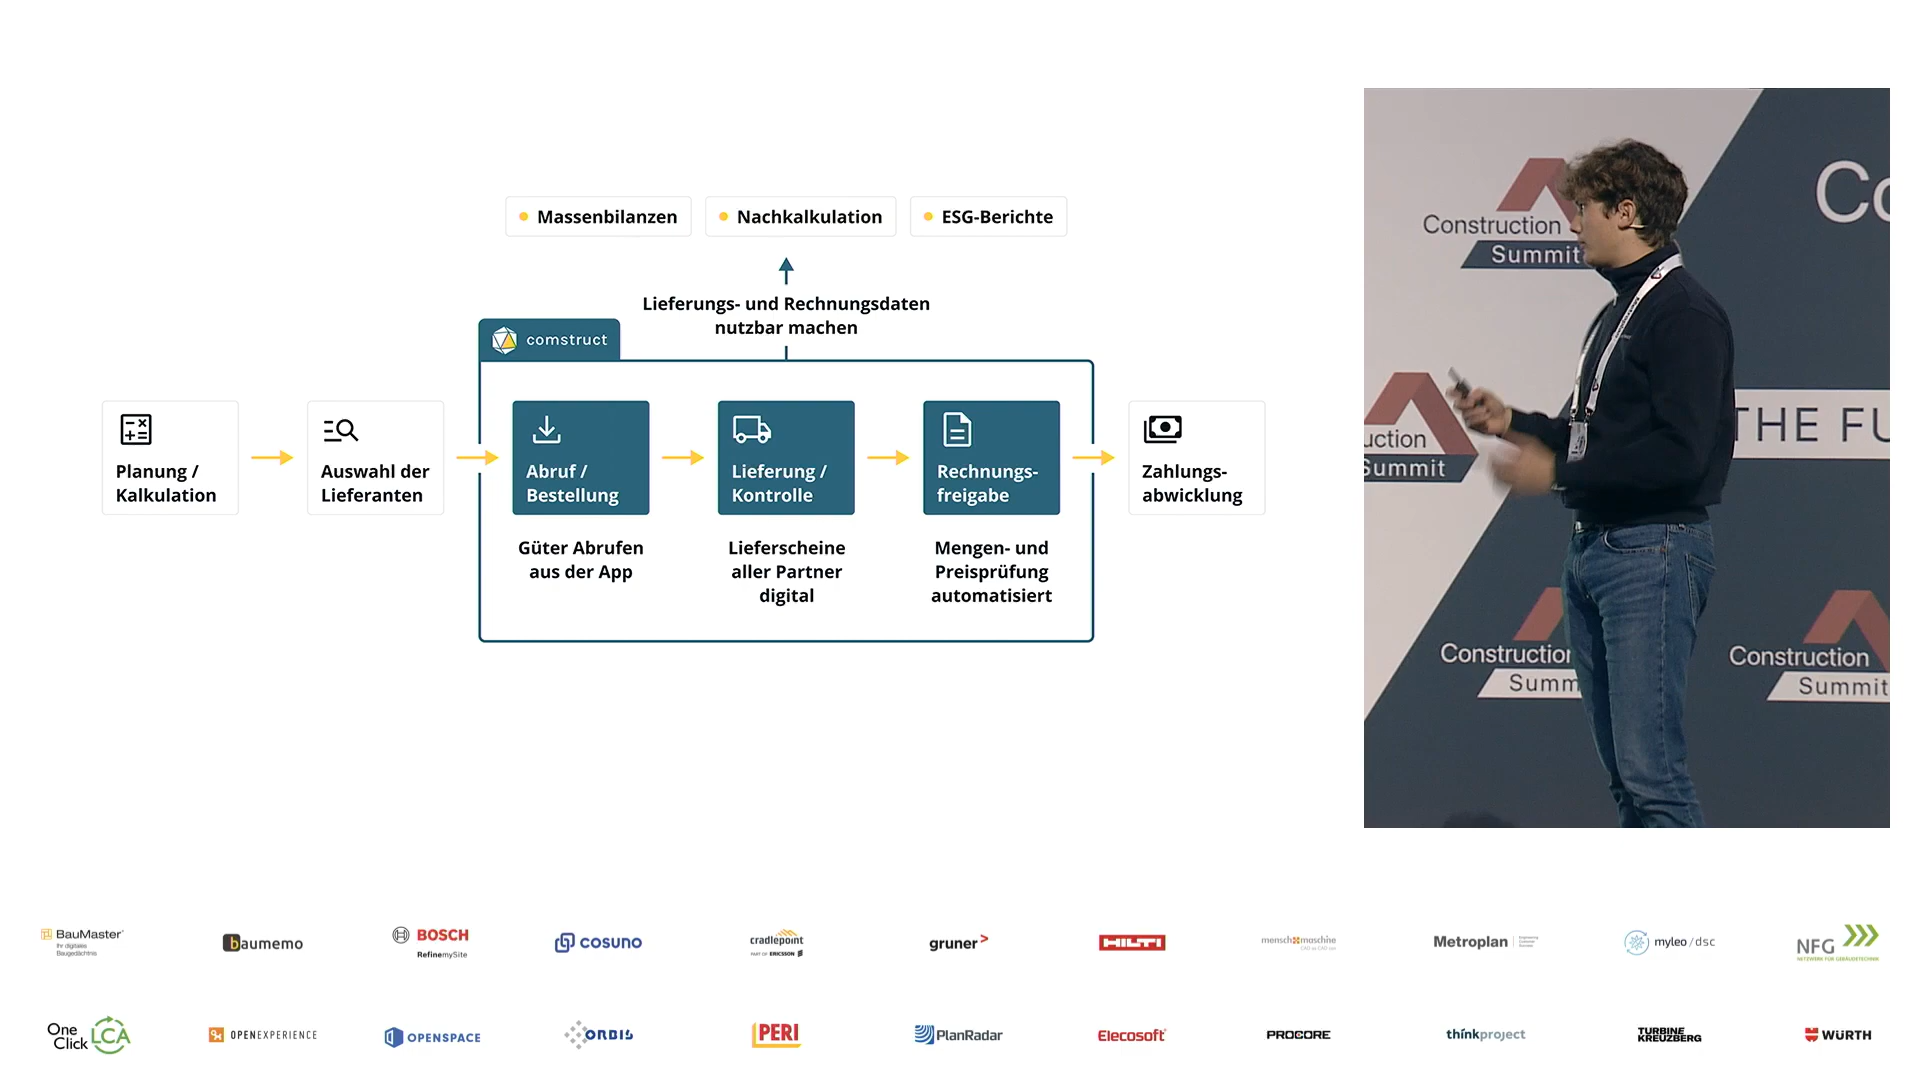 Massenbilanzen
Nachkalkulation
ESG-Berichte
Lieferungs- und Rechnungsdaten
nutzbar machen
comstruct
Planung /
Kalkulation
Auswahl der
Lieferanten
Abruf /
Bestellung
Lieferung /
Kontrolle
Rechnungs-
freigabe
Zahlungs-
abwicklung
Güter Abrufen
aus der App
Lieferscheine
aller Partner
digital
Mengen- und
Preisprüfung
automatisiert
Co
Construction
Summit
THE FU
uction
Summit
Construction
Summ
Construction
Summit
BauMaster
Ihr digitales
Baugedächtnis
baumemo
BOSCH
RefinemySite
COSUNO
cradlepoint
PART OF ERICSSON
gruner>
HILTI
mensch maschine
Metroplan
myleo / dsc
NFG
NETZWERK FÜR GEBÄUDETECHNIK
One
Click
LCA
OPENEXPERIENCE
OPENSPACE
ORBIS
PERI
PlanRadar
Elecosoft
PROCORE
thinkproject
TURBINE
KREUZBERG
WÜRTH